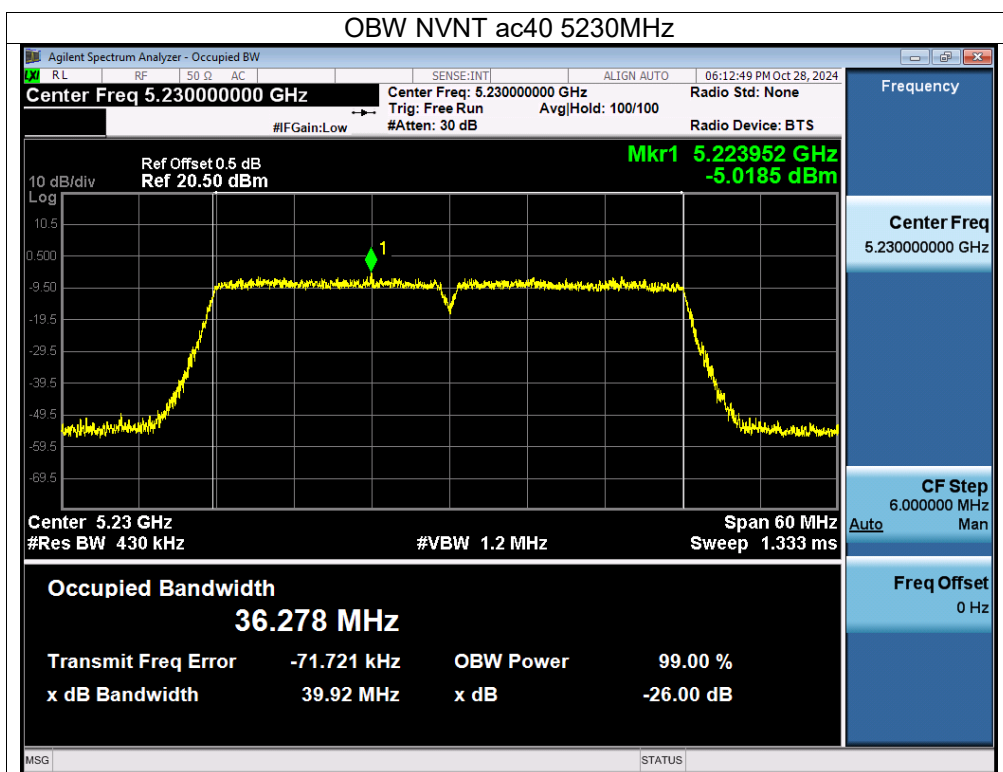 OBW NVNT ac40 5230MHz
Agilent Spectrum Analyzer - Occupied BW
LXI RL RF 50 Ω AC SENSE:INT ALIGN AUTO 06:12:49 PM Oct 28, 2024
Center Freq 5.230000000 GHz Center Freq: 5.230000000 GHz Radio Std: None
Trig: Free Run Avg|Hold: 100/100
#IFGain:Low #Atten: 30 dB Radio Device: BTS
Frequency
Mkr1 5.223952 GHz
-5.0185 dBm
Ref Offset 0.5 dB
10 dB/div Ref 20.50 dBm
Log
10.5
0.500
-9.50
-19.5
-29.5
-39.5
-49.5
-59.5
-69.5
1
Center 5.23 GHz Span 60 MHz
#Res BW 430 kHz #VBW 1.2 MHz Sweep 1.333 ms
Center Freq
5.230000000 GHz
CF Step
6.000000 MHz
Auto Man
Freq Offset
0 Hz
Occupied Bandwidth
36.278 MHz
Transmit Freq Error -71.721 kHz OBW Power 99.00 %
x dB Bandwidth 39.92 MHz x dB -26.00 dB
MSG STATUS